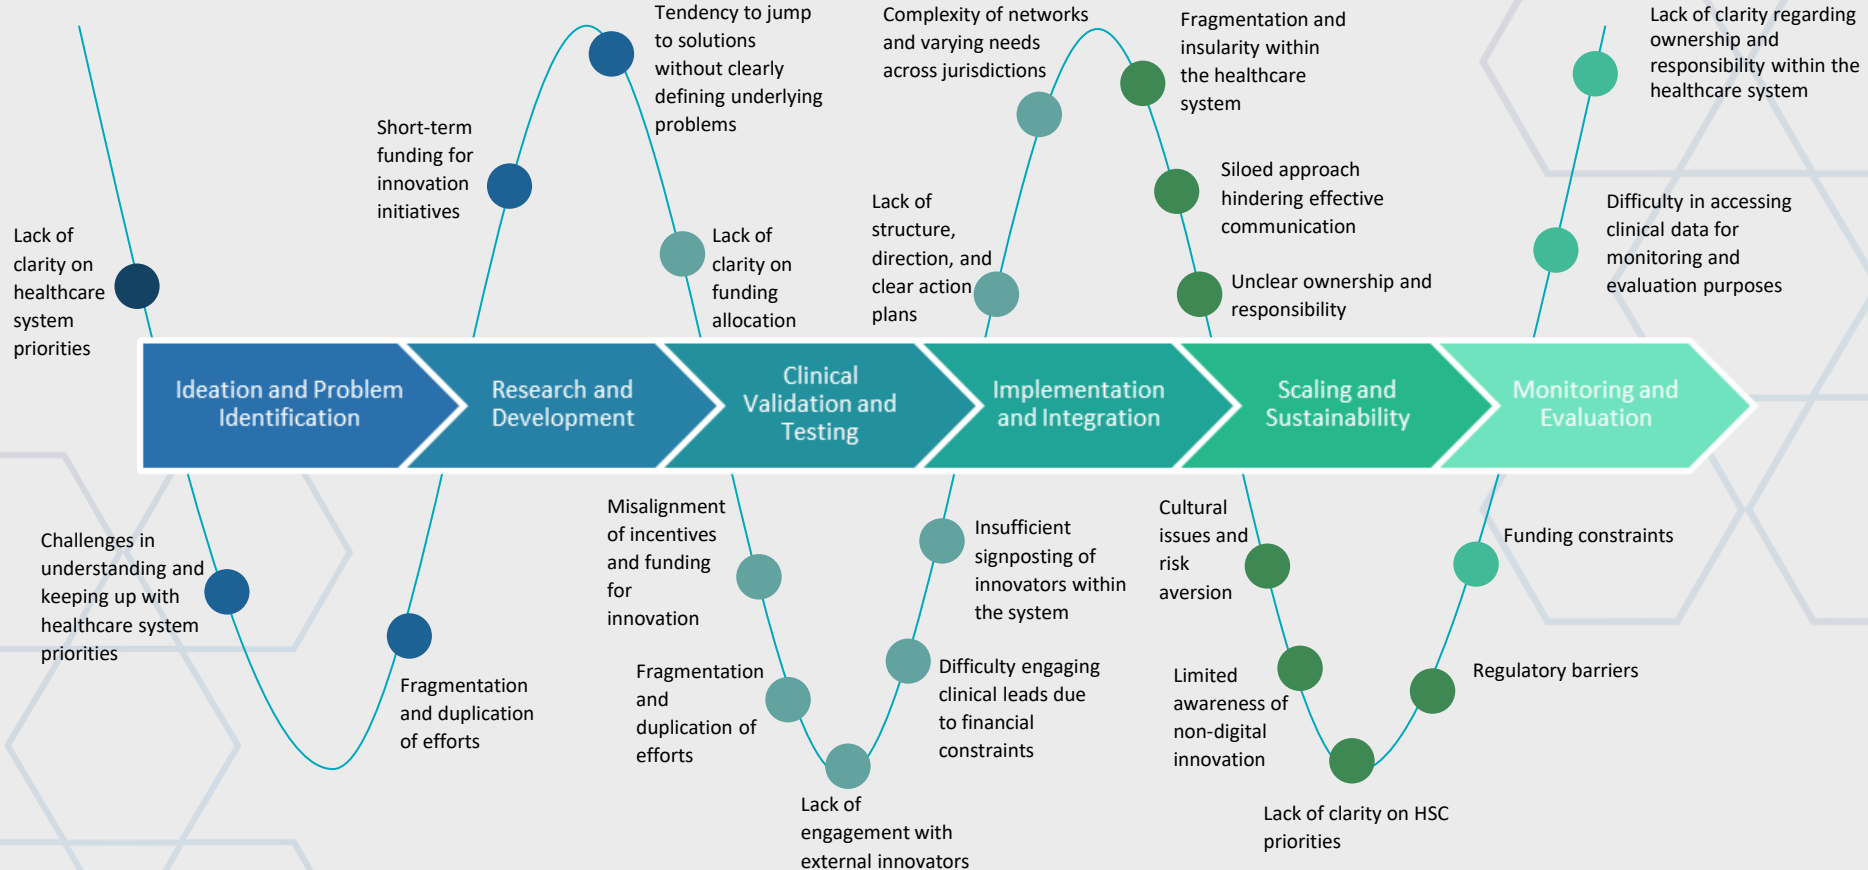 Lack of
clarity on
healthcare
system
priorities
Short-term
funding for
innovation
initiatives
Tendency to jump
to solutions
without clearly
defining underlying
problems
Lack of
clarity on
funding
allocation
Complexity of networks
and varying needs
across jurisdictions
Lack of
structure,
direction, and
clear action
plans
Fragmentation and
insularity within
the healthcare
system
Siloed approach
hindering effective
communication
Unclear ownership and
responsibility
Lack of clarity regarding
ownership and
responsibility within the
healthcare system
Difficulty in accessing
clinical data for
monitoring and
evaluation purposes
Ideation and Problem
Identification
Research and
Development
Clinical
Validation and
Testing
Implementation
and Integration
Scaling and
Sustainability
Monitoring and
Evaluation
Challenges in
understanding and
keeping up with
healthcare system
priorities
Fragmentation
and duplication
of efforts
Misalignment
of incentives
and funding
for
innovation
Fragmentation
and
duplication of
efforts
Lack of
engagement with
external innovators
Insufficient
signposting of
innovators within
the system
Difficulty engaging
clinical leads due
to financial
constraints
Cultural
issues and
risk
aversion
Limited
awareness of
non-digital
innovation
Lack of clarity on HSC
priorities
Funding constraints
Regulatory barriers